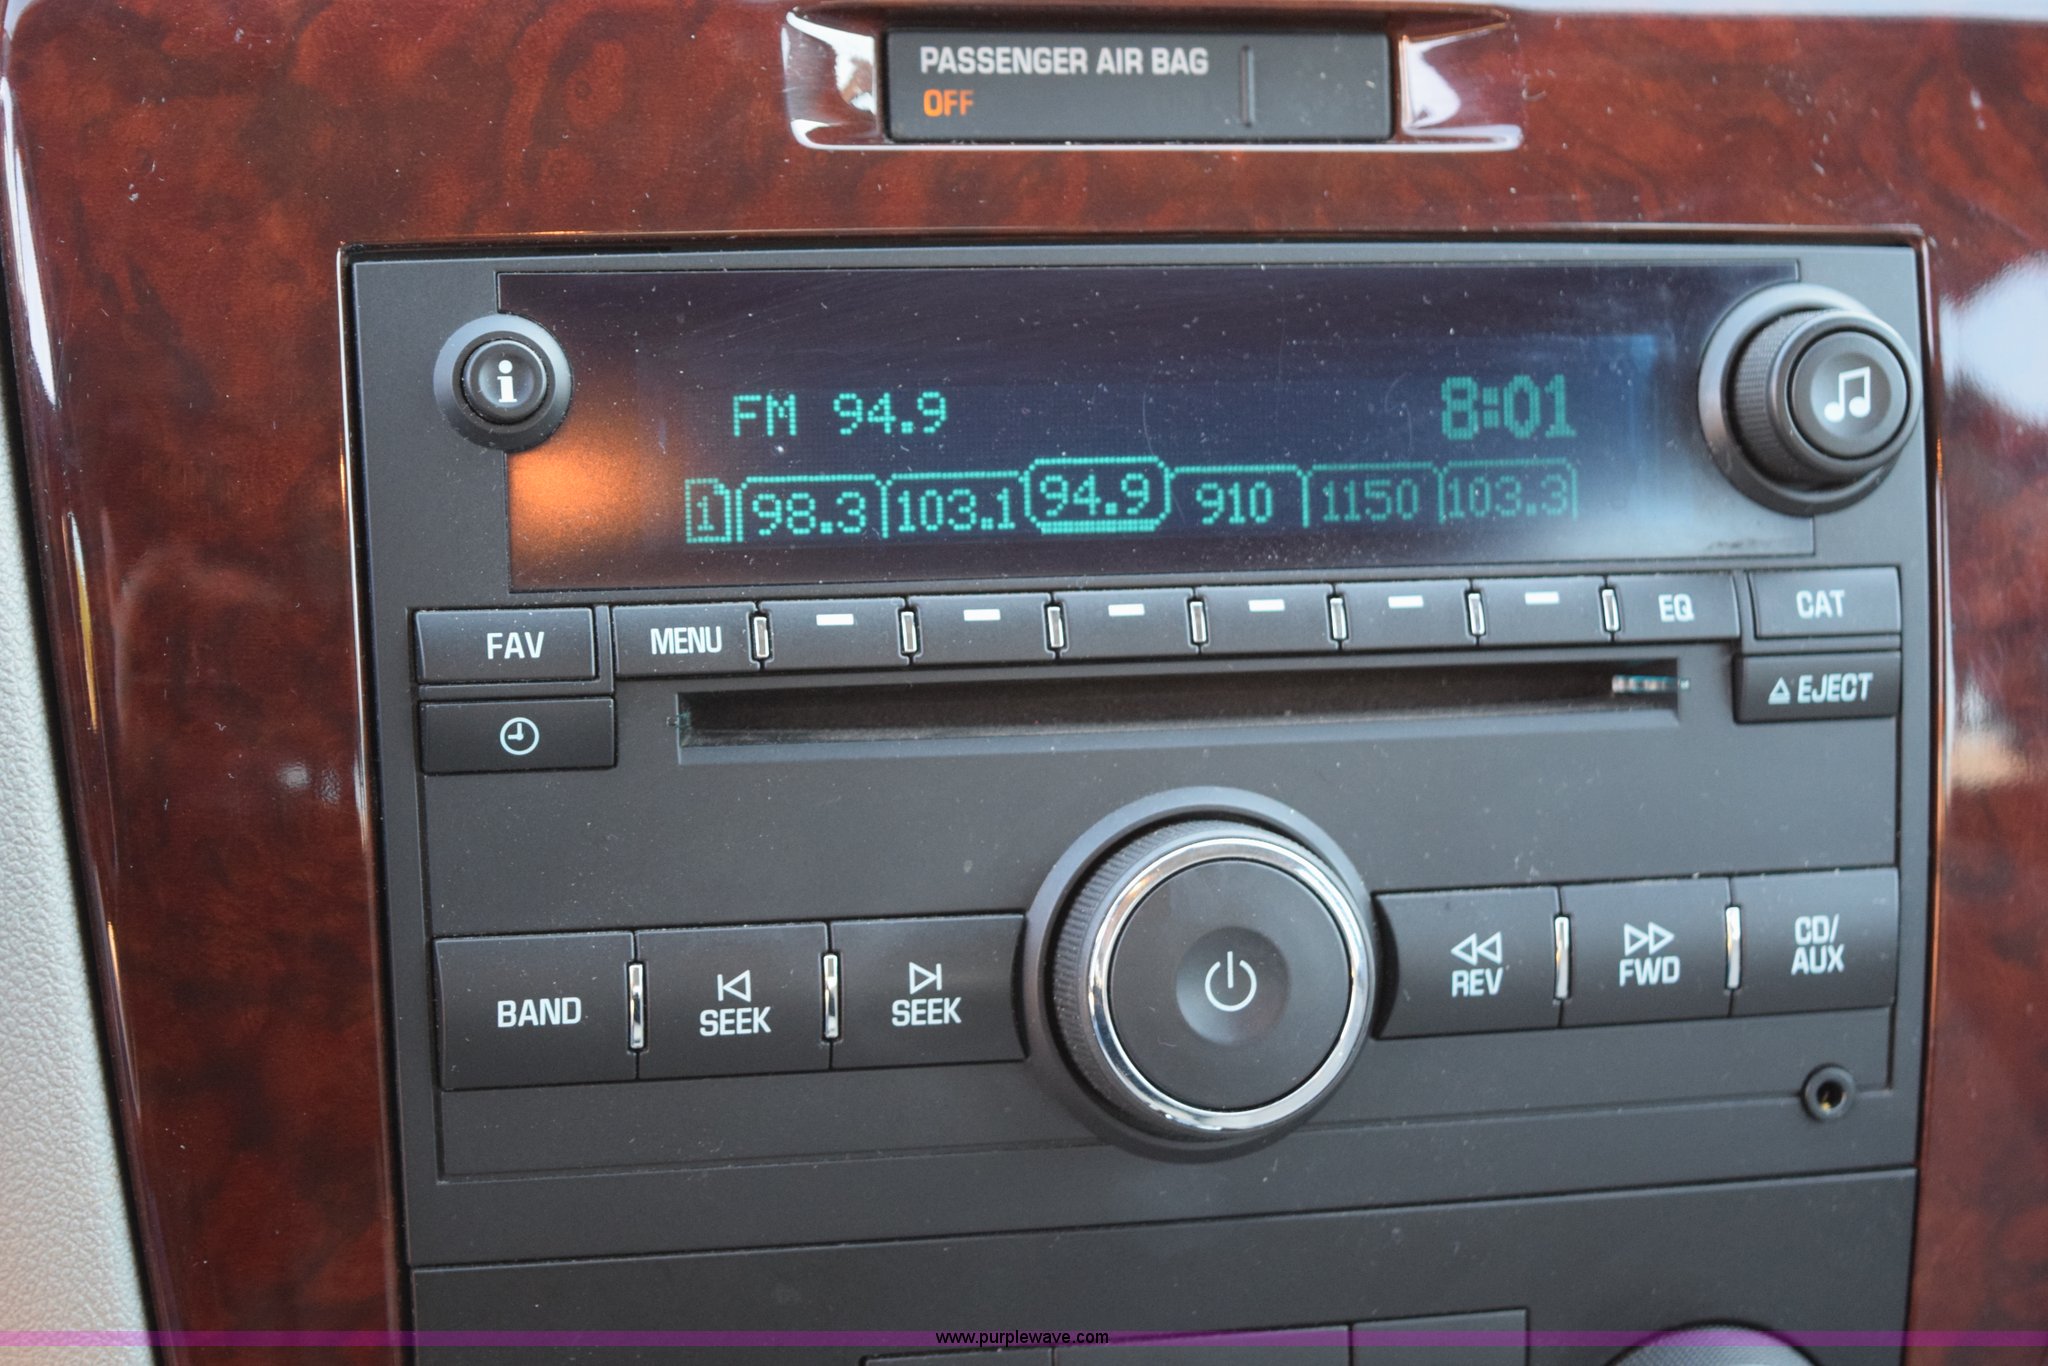 PASSENGER AIR BAG
OFF
i
FM 94.9 8:01
1 98.3 103.1 94.9 910 1150 103.3
FAV MENU EQ CAT
EJECT
BAND SEEK SEEK REV FWD CD/
AUX
www.purplewave.com